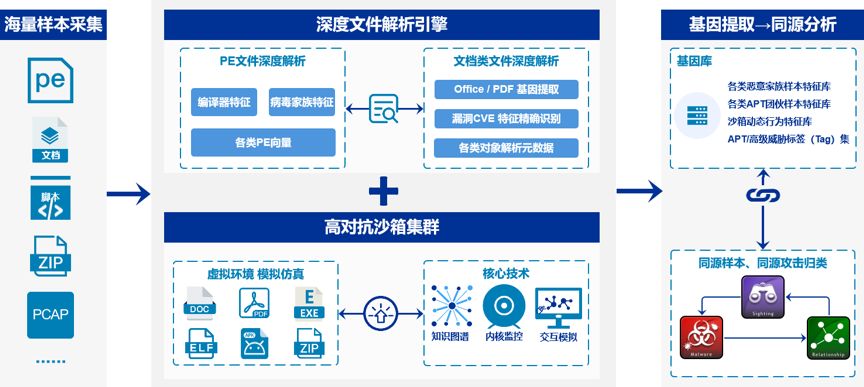 海量样本采集
pe
文档
脚本
ZIP
PCAP
......
深度文件解析引擎
PE文件深度解析
编译器特征
病毒家族特征
各类PE向量
文档类文件深度解析
Office / PDF 基因提取
漏洞CVE 特征精确识别
各类对象解析元数据
高对抗沙箱集群
虚拟环境 模拟仿真
DOC
PDF
EXE
ELF
APK
ZIP
核心技术
知识图谱
内核监控
交互模拟
基因提取→同源分析
基因库
各类恶意家族样本特征库
各类APT团伙样本特征库
沙箱动态行为特征库
APT/高级威胁标签（Tag）集
同源样本、同源攻击归类
Sighting
Malware
Relationship